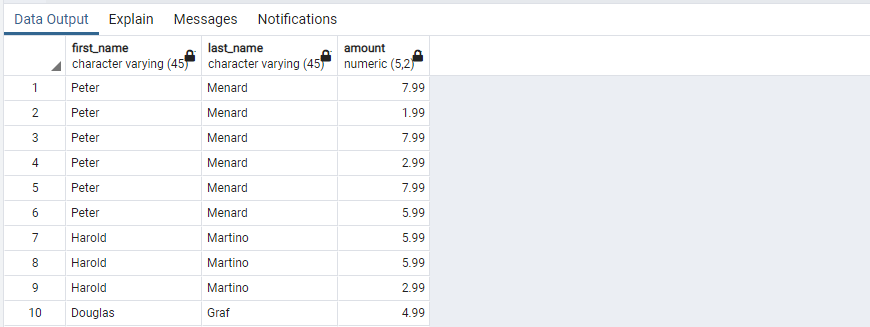 Data Output Explain Messages Notifications
first_name last_name amount
character varying (45) character varying (45) numeric (5,2)
1 Peter Menard 7.99
2 Peter Menard 1.99
3 Peter Menard 7.99
4 Peter Menard 2.99
5 Peter Menard 7.99
6 Peter Menard 5.99
7 Harold Martino 5.99
8 Harold Martino 5.99
9 Harold Martino 2.99
10 Douglas Graf 4.99